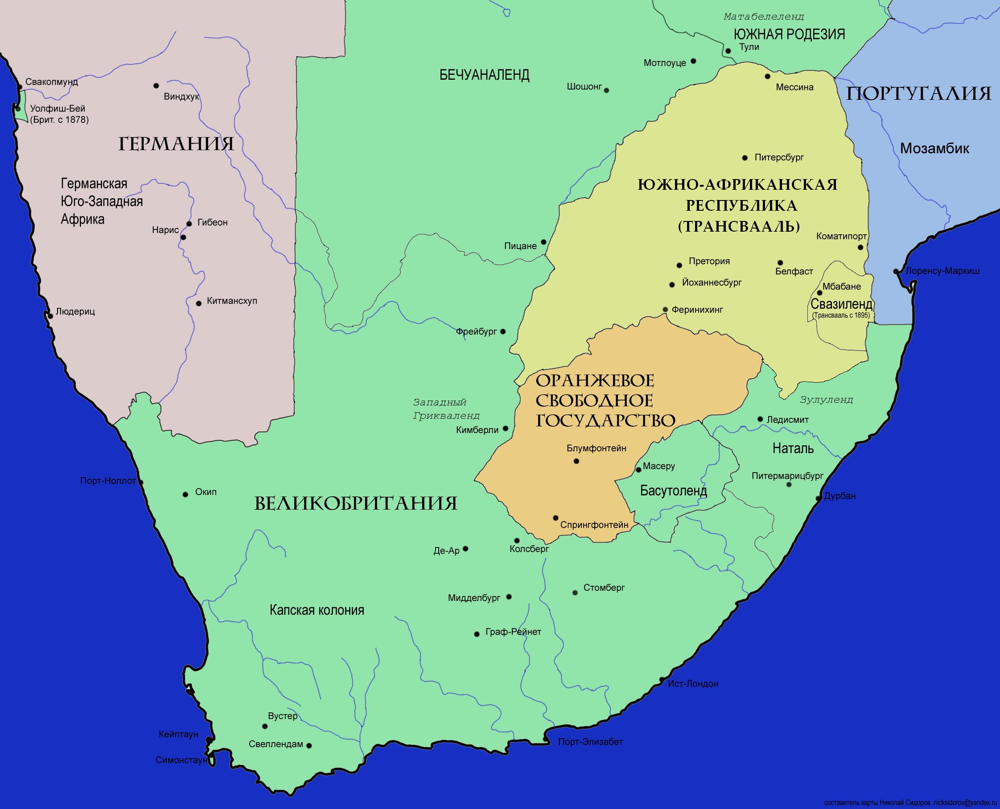 Матабелеленд
ЮЖНАЯ РОДЕЗИЯ
Тули
Мотлоуце
БЕЧУАНАЛЕНД
Шошонг
Мессина
ПОРТУГАЛИЯ
Мозамбик
Свакопмунд
Виндхук
Уолфиш-Бей
(Брит. с 1878)
ГЕРМАНИЯ
Германская
Юго-Западная
Африка
Гибеон
Нарис
Китмансхуп
Людериц
Питерсбург
ЮЖНО-АФРИКАНСКАЯ
РЕСПУБЛИКА
(ТРАНСВААЛЬ)
Коматипорт
Пицане
Претория
Белфаст
Йоханнесбург
Лоренсу-Маркиш
Мбабане
Свазиленд
(Трансвааль с 1895)
Феринихинг
Фрейбург
ОРАНЖЕВОЕ
СВОБОДНОЕ
ГОСУДАРСТВО
Западный
Грикваленд
Кимберли
Зулуленд
Ледисмит
Наталь
Блумфонтейн
Масеру
Басутоленд
Питермарицбург
Дурбан
Порт-Ноллот
Окип
ВЕЛИКОБРИТАНИЯ
Спрингфонтейн
Де-Ар
Колсберг
Стомберг
Мидделбург
Капская колония
Граф-Рейнет
Ист-Лондон
Вустер
Кейптаун
Свеллендам
Порт-Элизабет
Симонстаун
составитель карты Николай Сидоров. nicksidorov@yandex.ru